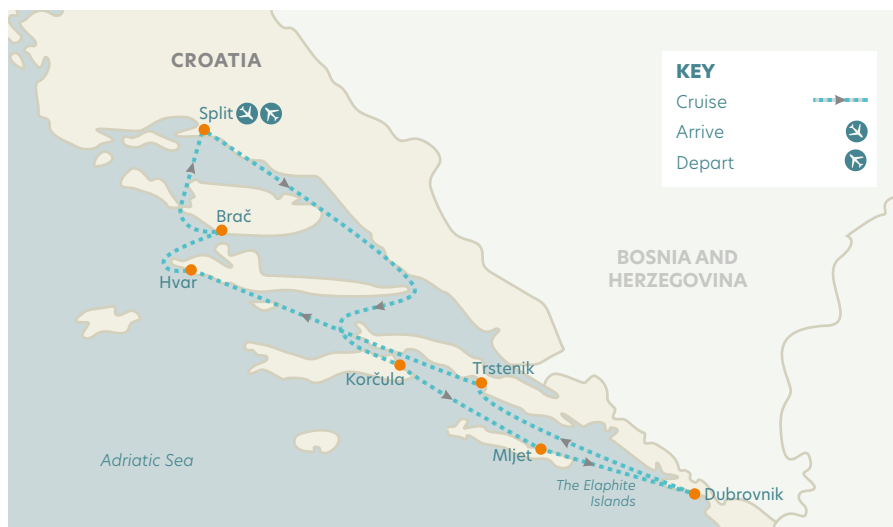 CROATIA
Split
KEY
Cruise
Arrive
Depart
Brač
BOSNIA AND
HERZEGOVINA
Hvar
Trstenik
Korčula
Mljet
Adriatic Sea
The Elaphite
Islands
Dubrovnik